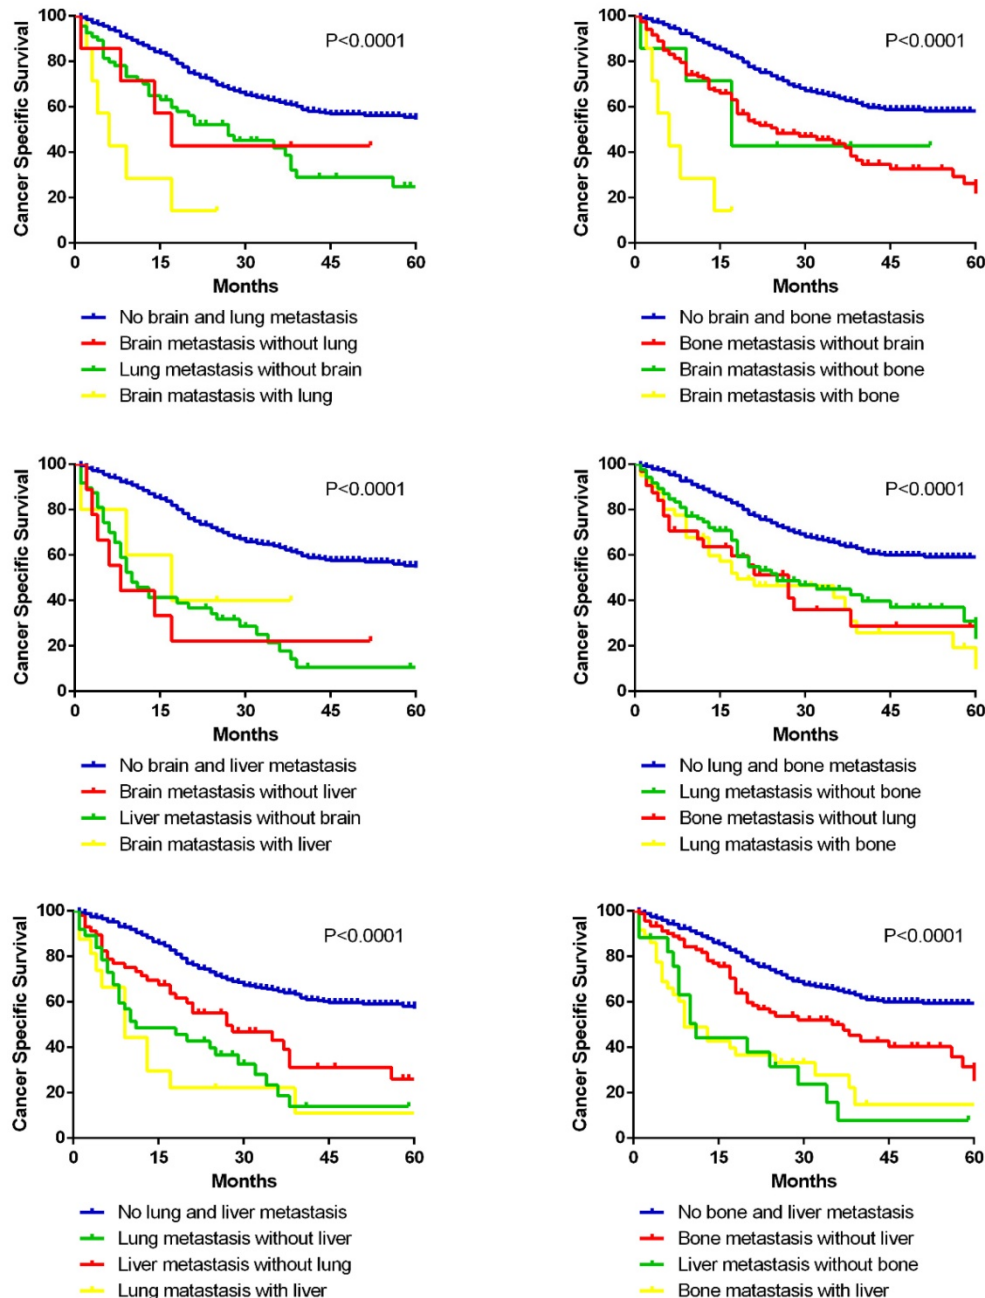 Cancer Specific Survival
100
80
60
40
20
0
P<0.0001
0 15 30 45 60
Months
No brain and lung metastasis
Brain metastasis without lung
Lung metastasis without brain
Brain matastasis with lung
Cancer Specific Survival
100
80
60
40
20
0
P<0.0001
0 15 30 45 60
Months
No brain and bone metastasis
Bone metastasis without brain
Brain matastasis without bone
Brain metastasis with bone
Cancer Specific Survival
100
80
60
40
20
0
P<0.0001
0 15 30 45 60
Months
No brain and liver metastasis
Brain metastasis without liver
Liver metastasis without brain
Brain matastasis with liver
Cancer Specific Survival
100
80
60
40
20
0
P<0.0001
0 15 30 45 60
Months
No lung and bone metastasis
Lung metastasis without bone
Bone metastasis without lung
Lung matastasis with bone
Cancer Specific Survival
100
80
60
40
20
0
P<0.0001
0 15 30 45 60
Months
No lung and liver metastasis
Lung metastasis without liver
Liver metastasis without lung
Lung matastasis with liver
Cancer Specific Survival
100
80
60
40
20
0
P<0.0001
0 15 30 45 60
Months
No bone and liver metastasis
Bone metastasis without liver
Liver metastasis without bone
Bone matastasis with liver